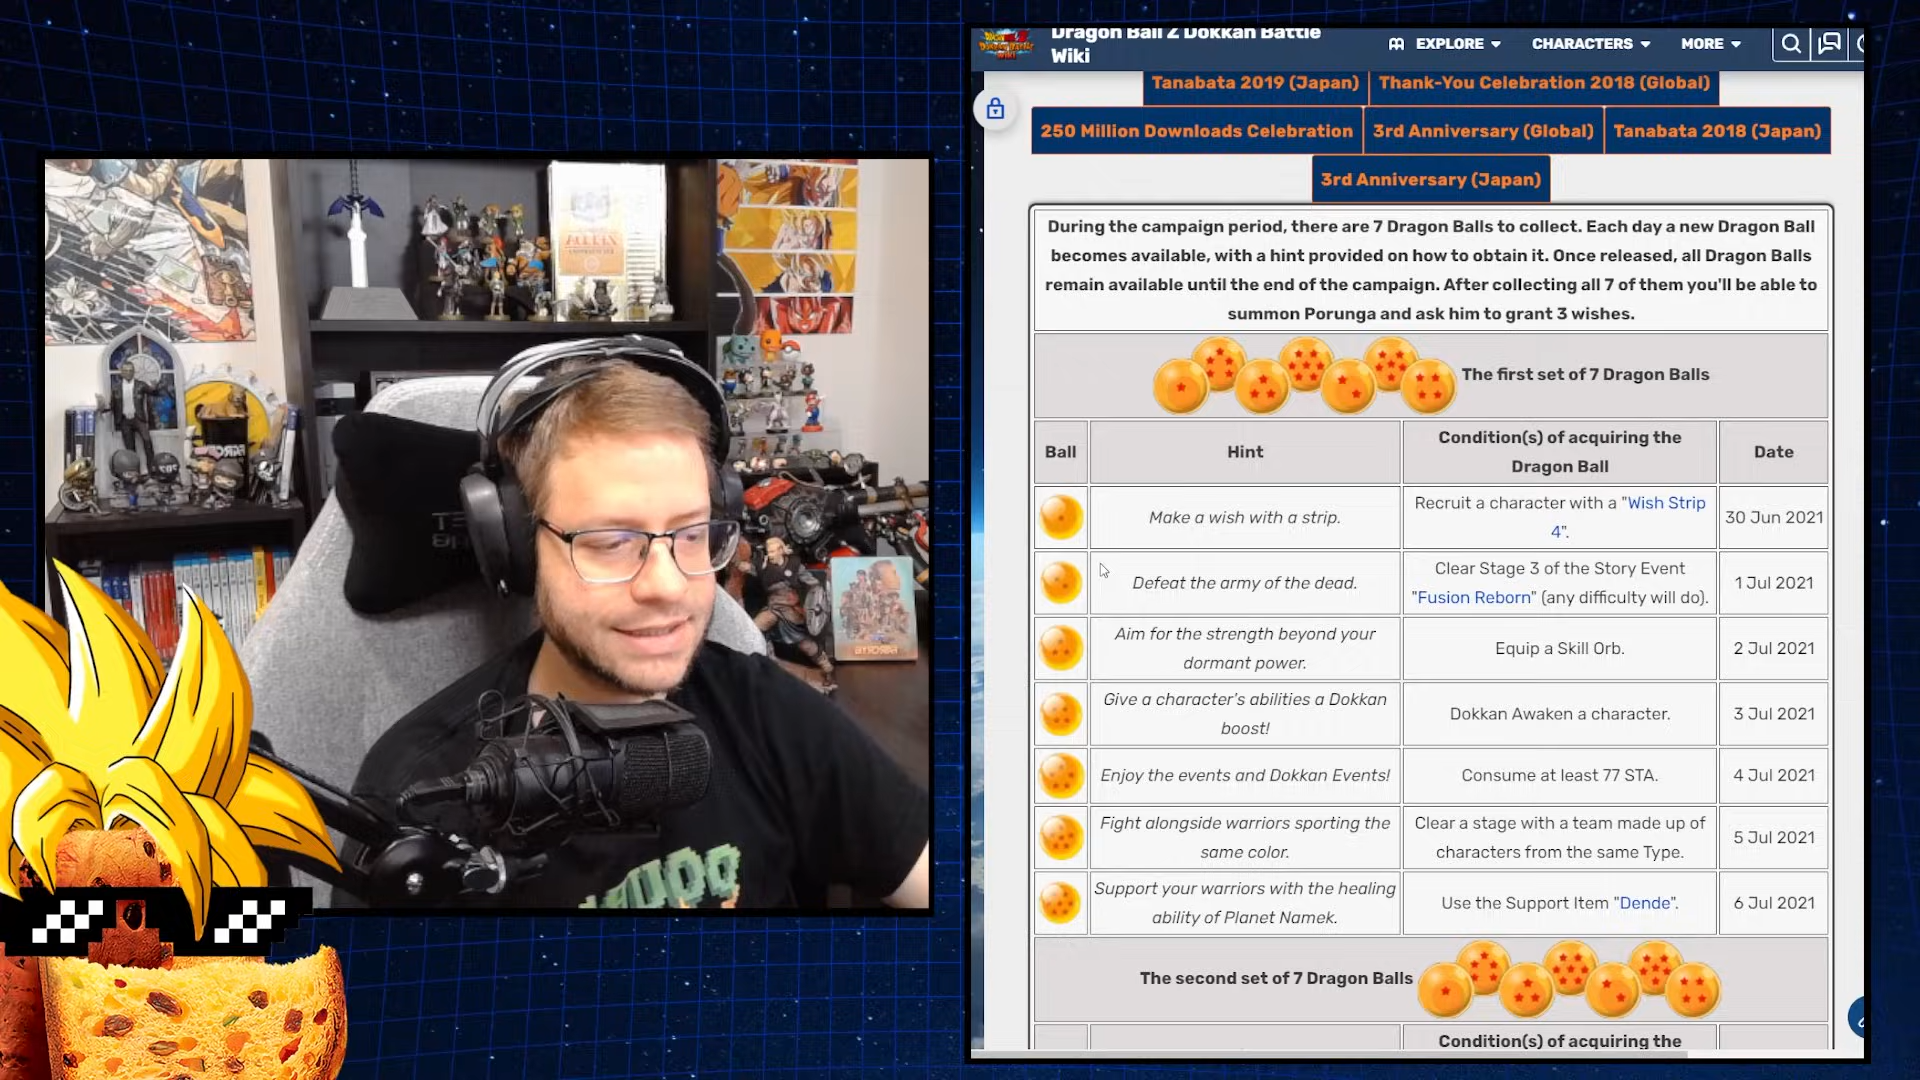 Dragon Ball Z Dokkan Battle
Wiki
EXPLORE
CHARACTERS
MORE
Tanabata 2019 (Japan)
Thank-You Celebration 2018 (Global)
250 Million Downloads Celebration
3rd Anniversary (Global)
Tanabata 2018 (Japan)
3rd Anniversary (Japan)
During the campaign period, there are 7 Dragon Balls to collect. Each day a new Dragon Ball
becomes available, with a hint provided on how to obtain it. Once released, all Dragon Balls
remain available until the end of the campaign. After collecting all 7 of them you'll be able to
summon Porunga and ask him to grant 3 wishes.
The first set of 7 Dragon Balls
Ball
Hint
Condition(s) of acquiring the
Dragon Ball
Date
Make a wish with a strip.
Recruit a character with a "Wish Strip
4".
30 Jun 2021
Defeat the army of the dead.
Clear Stage 3 of the Story Event
"Fusion Reborn" (any difficulty will do).
1 Jul 2021
Aim for the strength beyond your
dormant power.
Equip a Skill Orb.
2 Jul 2021
Give a character's abilities a Dokkan
boost!
Dokkan Awaken a character.
3 Jul 2021
Enjoy the events and Dokkan Events!
Consume at least 77 STA.
4 Jul 2021
Fight alongside warriors sporting the
same color.
Clear a stage with a team made up of
characters from the same Type.
5 Jul 2021
Support your warriors with the healing
ability of Planet Namek.
Use the Support Item "Dende".
6 Jul 2021
The second set of 7 Dragon Balls
Condition(s) of acquiring the